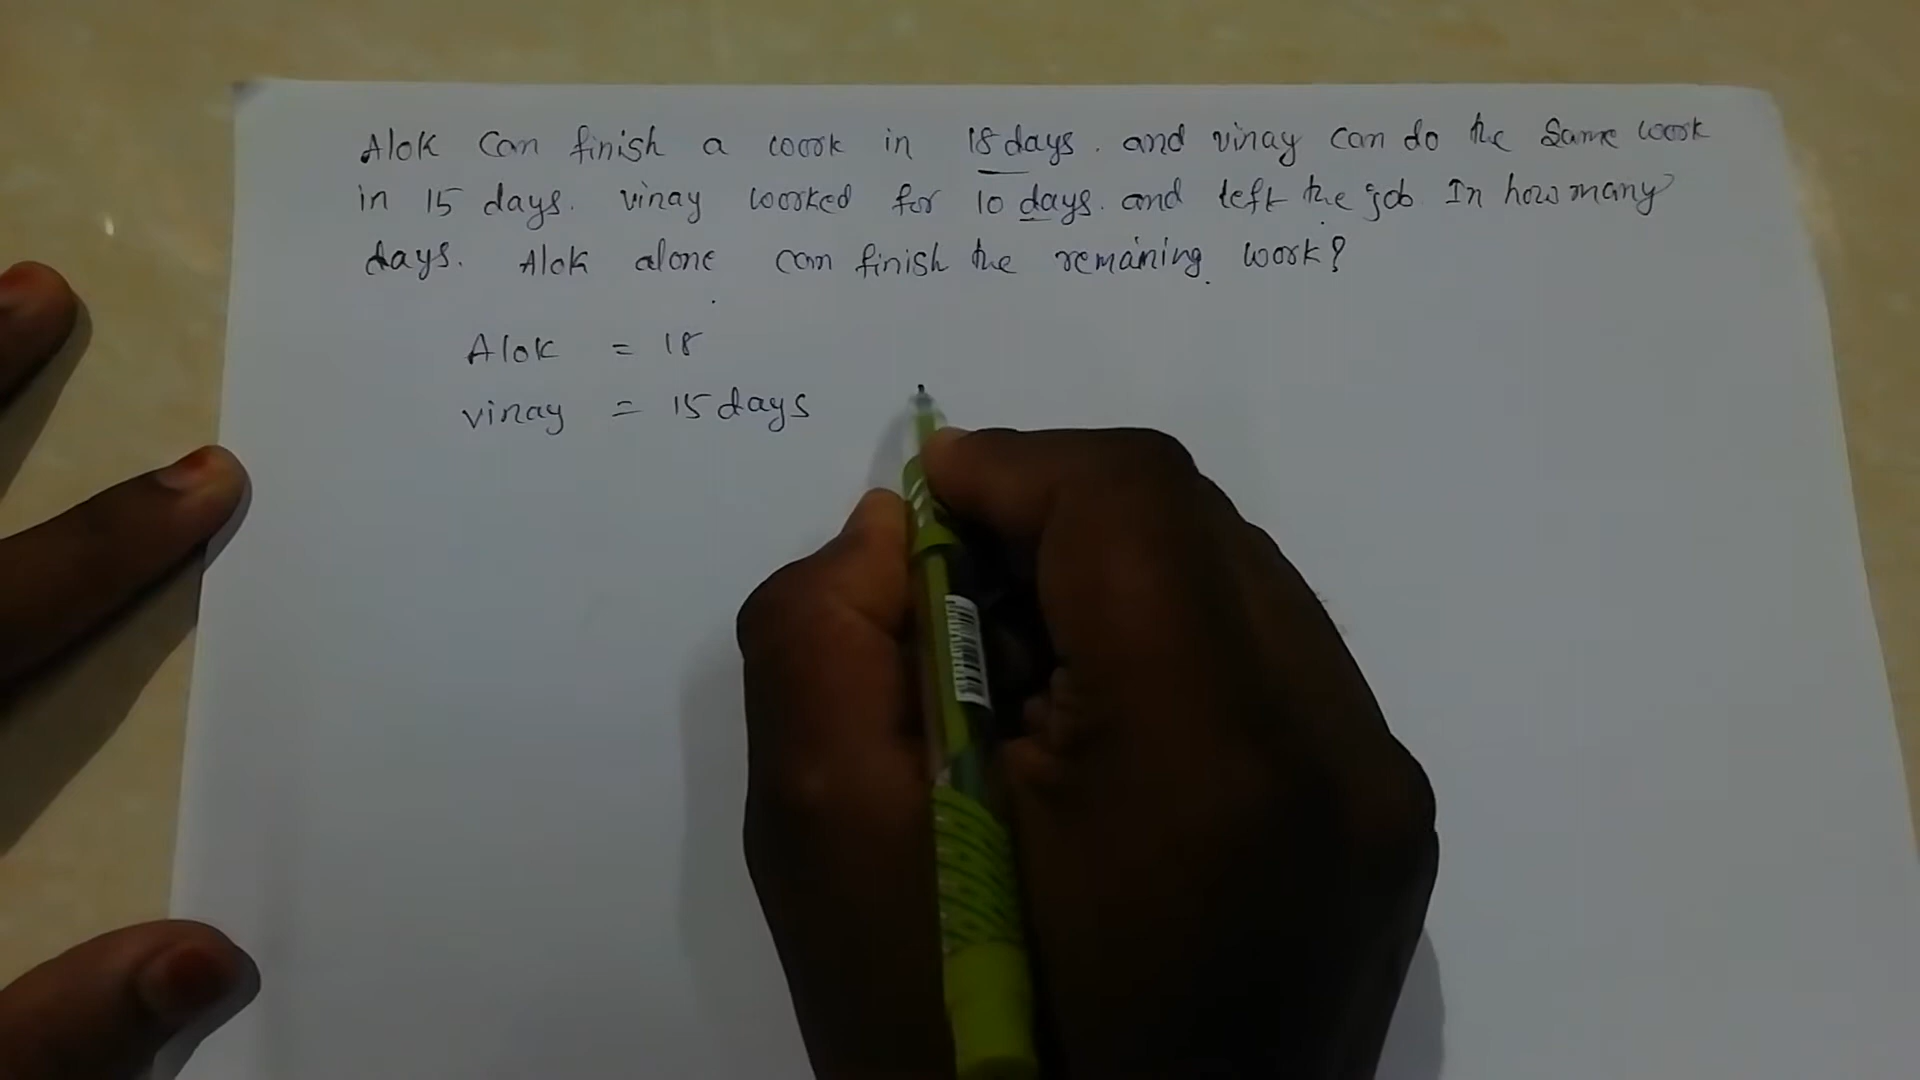 Alok can finish a work in 18 days. and vinay can do the same work
in 15 days. vinay worked for 10 days. and left the job In how many
days. Alok alone can finish the remaining work?
Alok = 18
vinay = 15 days